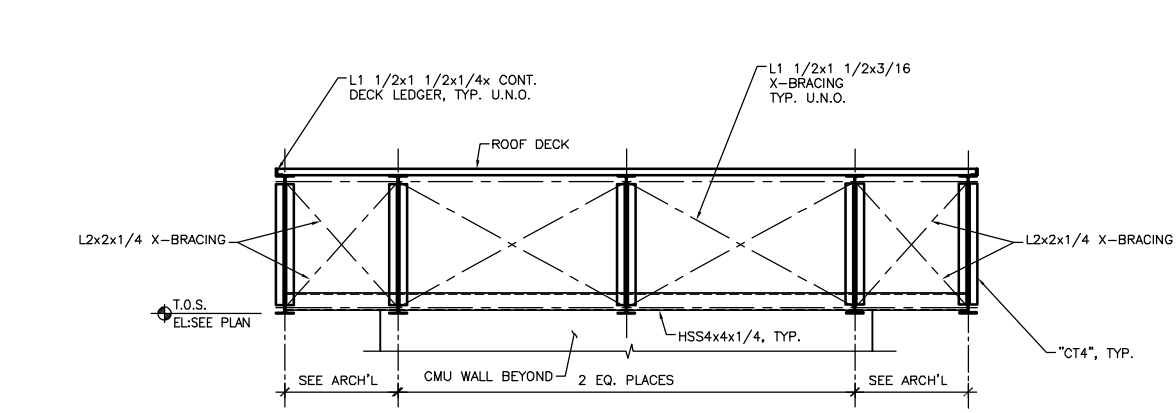 L1 1/2x1 1/2x1/4x CONT.
DECK LEDGER, TYP. U.N.O.
L1 1/2x1 1/2x3/16
X-BRACING
TYP. U.N.O.
ROOF DECK
L2x2x1/4 X-BRACING
L2x2x1/4 X-BRACING
T.O.S.
EL:SEE PLAN
HSS4x4x1/4, TYP.
"CT4", TYP.
SEE ARCH'L
CMU WALL BEYOND
2 EQ. PLACES
SEE ARCH'L